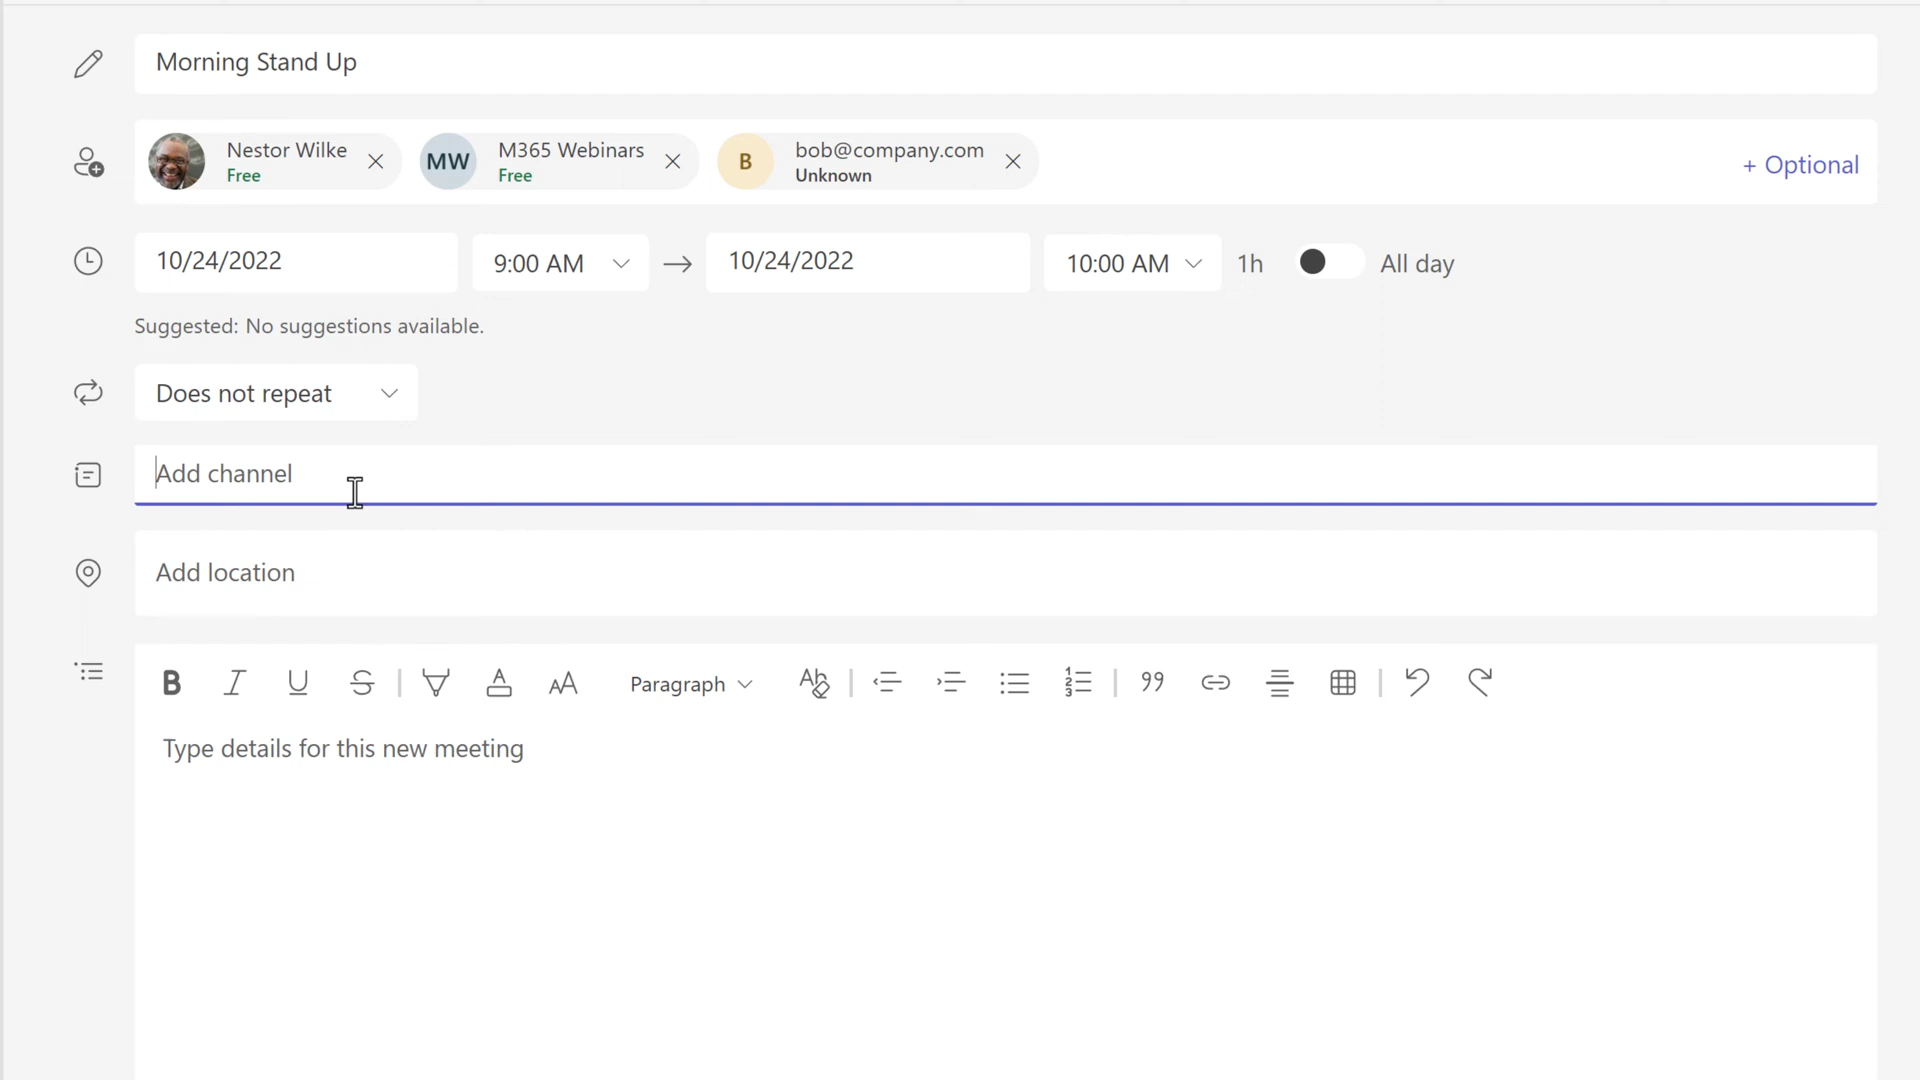 Morning Stand Up
Nestor Wilke
Free
MW
M365 Webinars
Free
B
bob@company.com
Unknown
+ Optional
10/24/2022 9:00 AM → 10/24/2022 10:00 AM 1h All day
Suggested: No suggestions available.
Does not repeat
Add channel
Add location
Paragraph
Type details for this new meeting